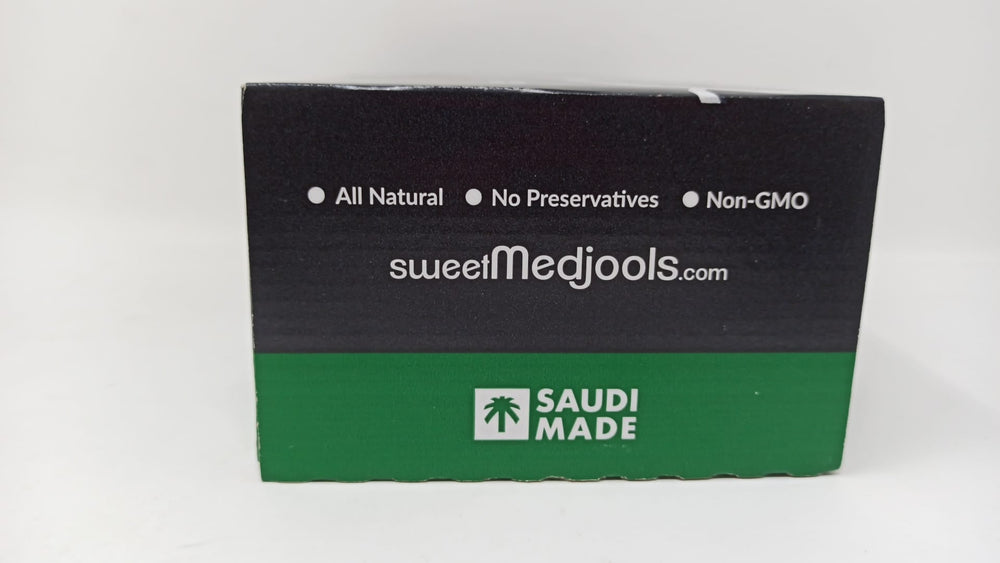 All Natural No Preservatives Non-GMO
sweetMedjools.com
SAUDI
MADE